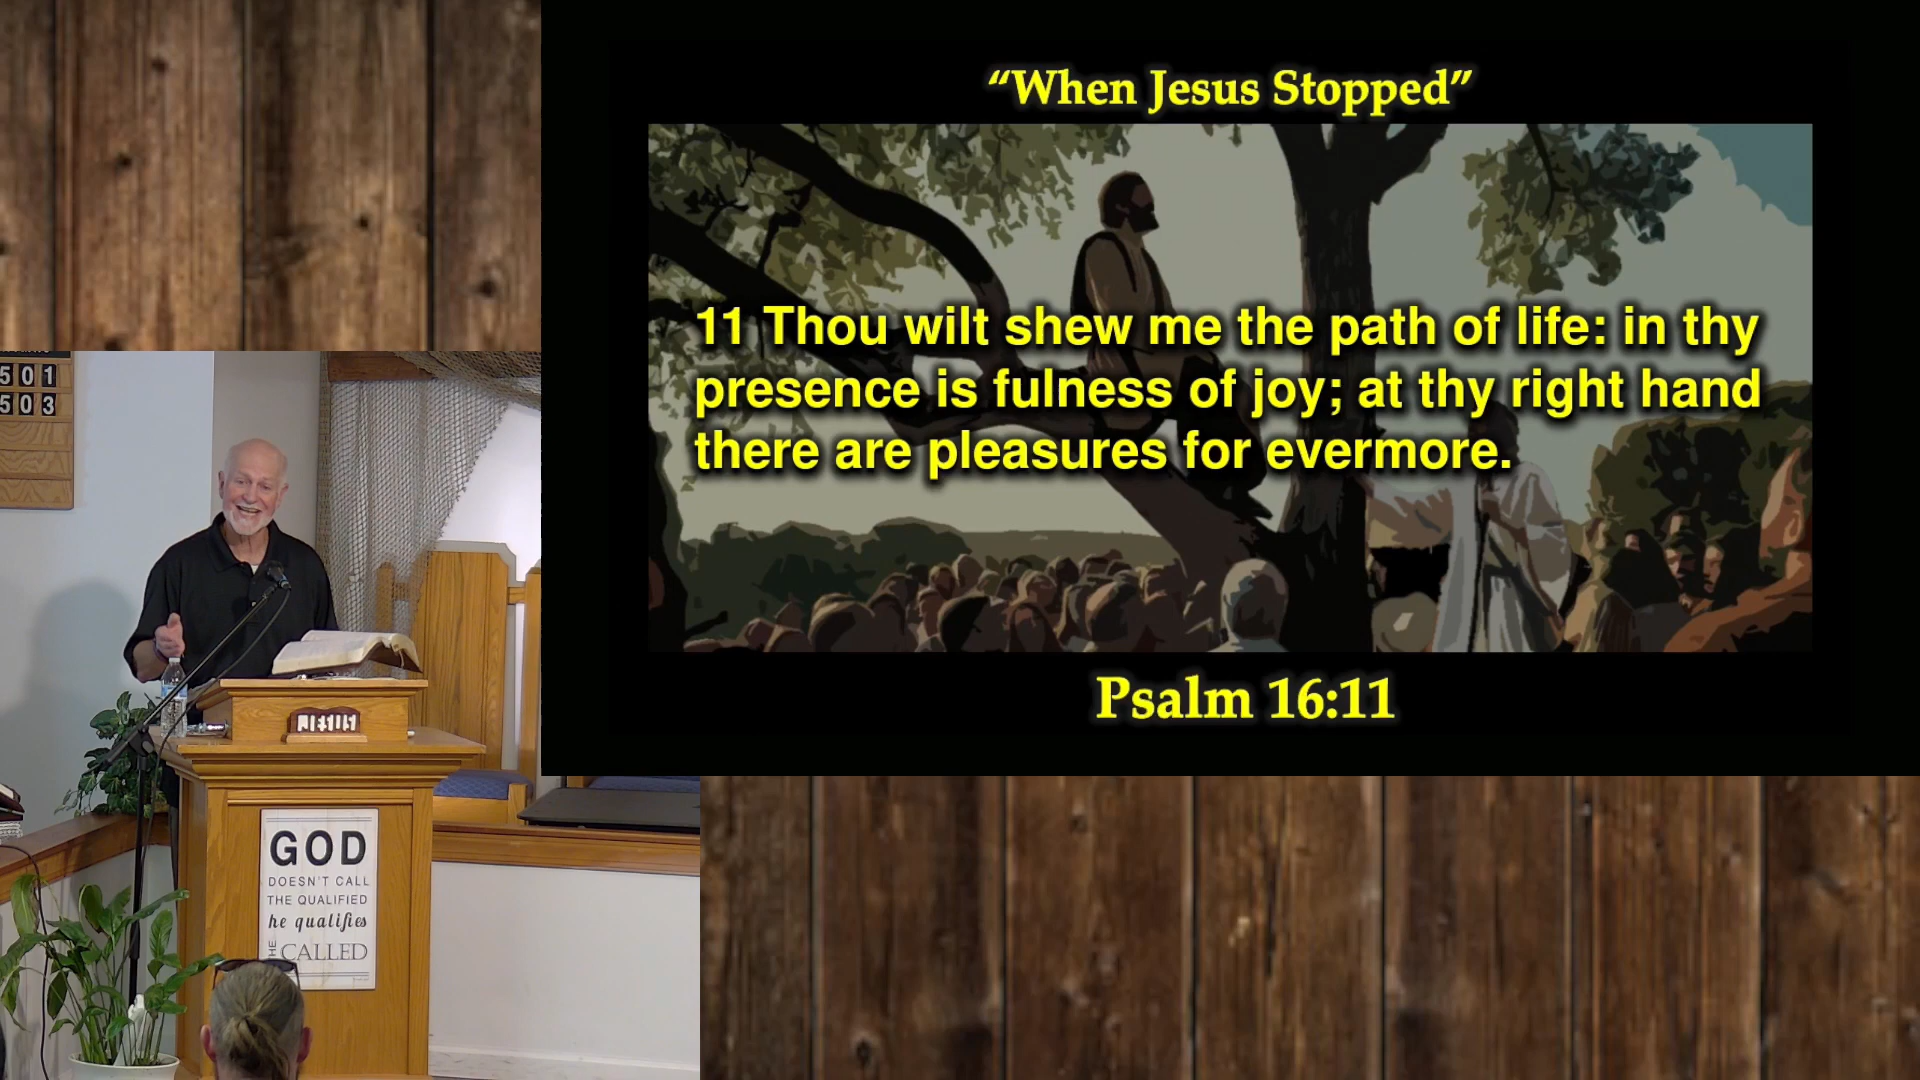 “When Jesus Stopped”
11 Thou wilt shew me the path of life: in thy
presence is fulness of joy; at thy right hand
there are pleasures for evermore.
Psalm 16:11
501
503
GOD
DOESN'T CALL
THE QUALIFIED
he qualifies
THE CALLED